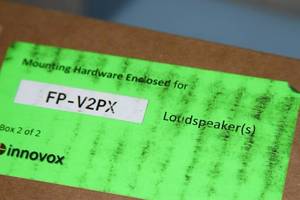 Mounting Hardware Enclosed for
FP-V2PX
Loudspeaker(s)
Box 2 of 2
innovox